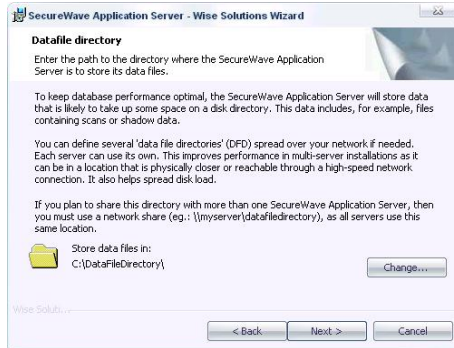 SecureWave Application Server - Wise Solutions Wizard
Datafile directory
Enter the path to the directory where the SecureWave Application
Server is to store its data files.
To keep database performance optimal, the SecureWave Application Server will store data
that is likely to take up some space on a disk directory. This data includes, for example, files
containing scans or shadow data.
You can define several 'data file directories' (DFD) spread over your network if needed.
Each server can use its own. This improves performance in multi-server installations as it
can be in a location that is physically closer or reachable through a high-speed network
connection. It also helps spread disk load.
If you plan to share this directory with more than one SecureWave Application Server, then
you must use a network share (eg.: \\myserver\datafiledirectory), as all servers use this
same location.
Store data files in:
C:\DataFileDirectory\
Change...
Wise Soluti...
< Back
Next >
Cancel